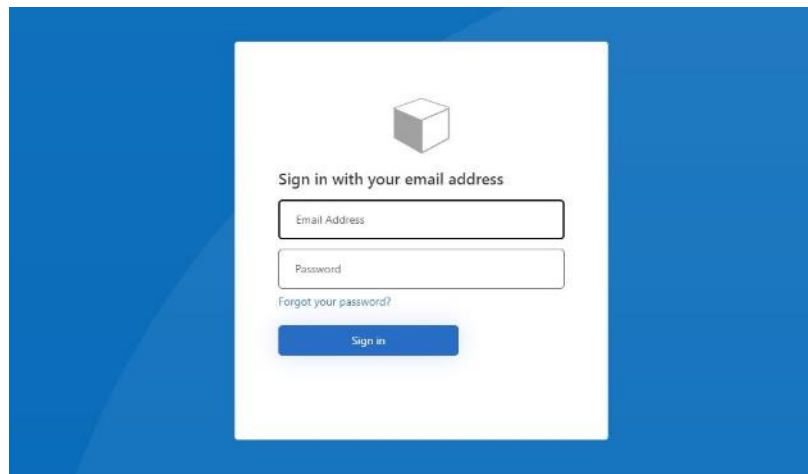 Sign in with your email address
Email Address
Password
Forgot your password?
Sign in